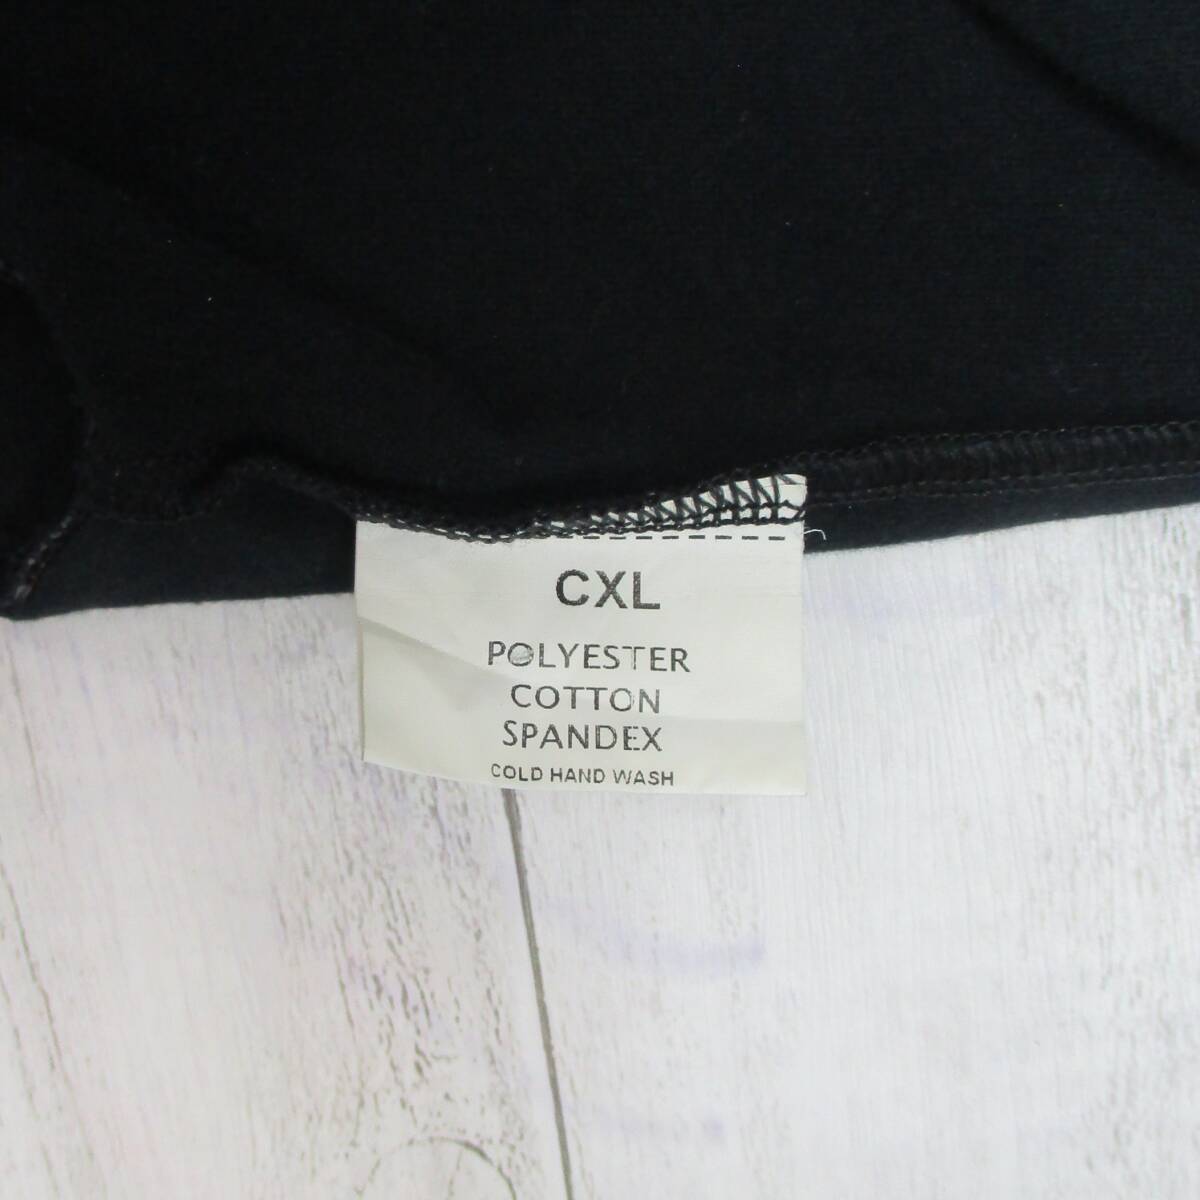 CXL
POLYESTER
COTTON
SPANDEX
COLD HAND WASH